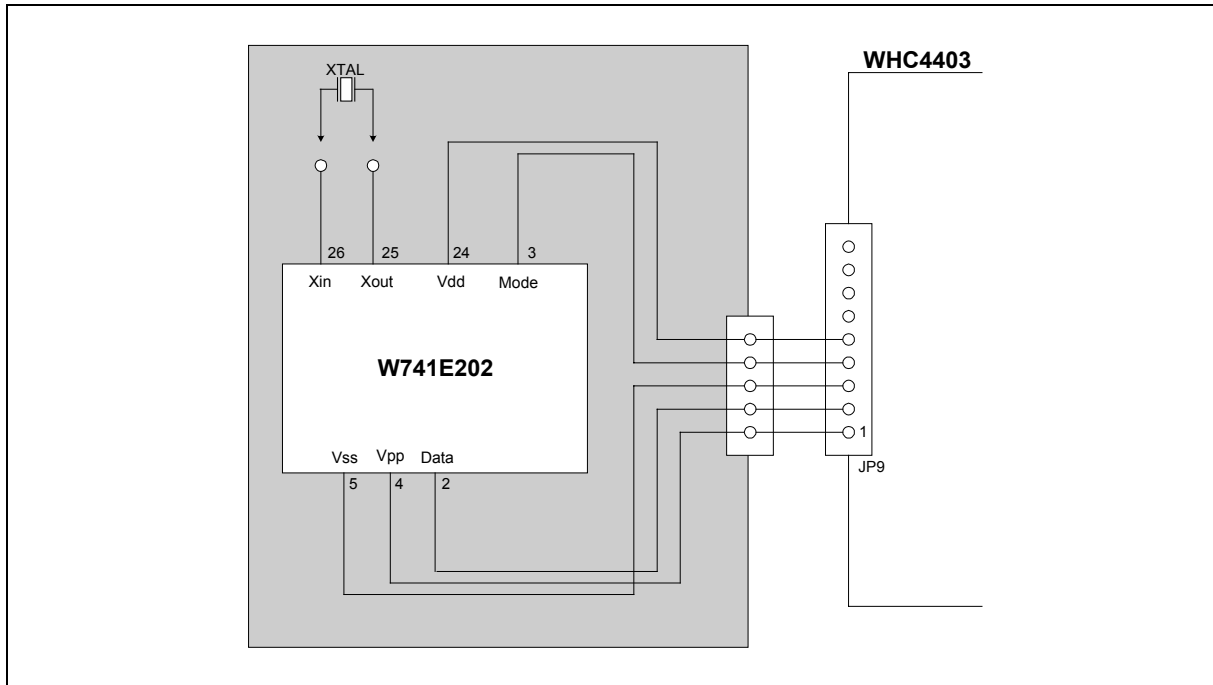 WHC4403
XTAL
26
25
24
3
Xin
Xout
Vdd
Mode
W741E202
1
Vss
Vpp
Data
JP9
5
4
2